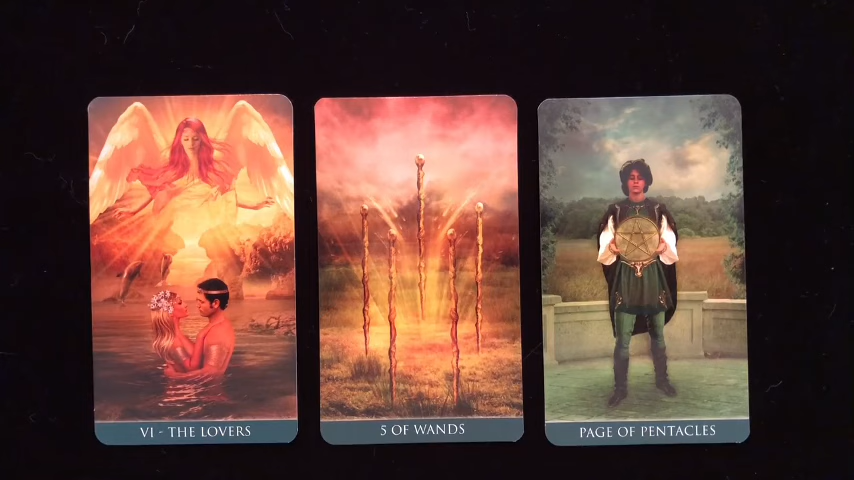 VI - THE LOVERS
5 OF WANDS
PAGE OF PENTACLES